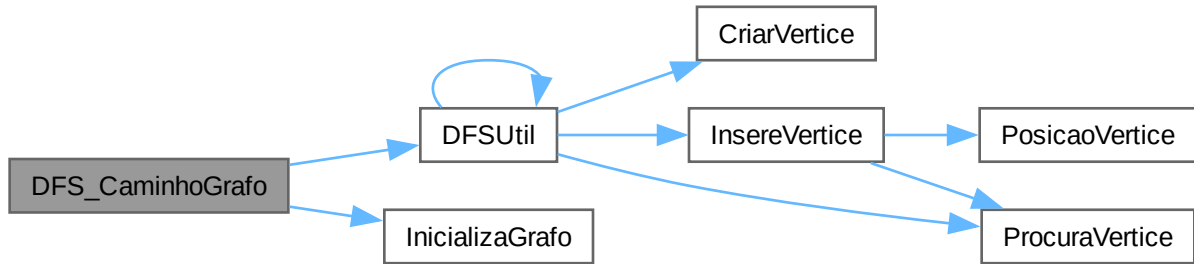 CriarVertice
DFSUtil
InsereVertice
PosicaoVertice
DFS_CaminhoGrafo
InicializaGrafo
ProcuraVertice